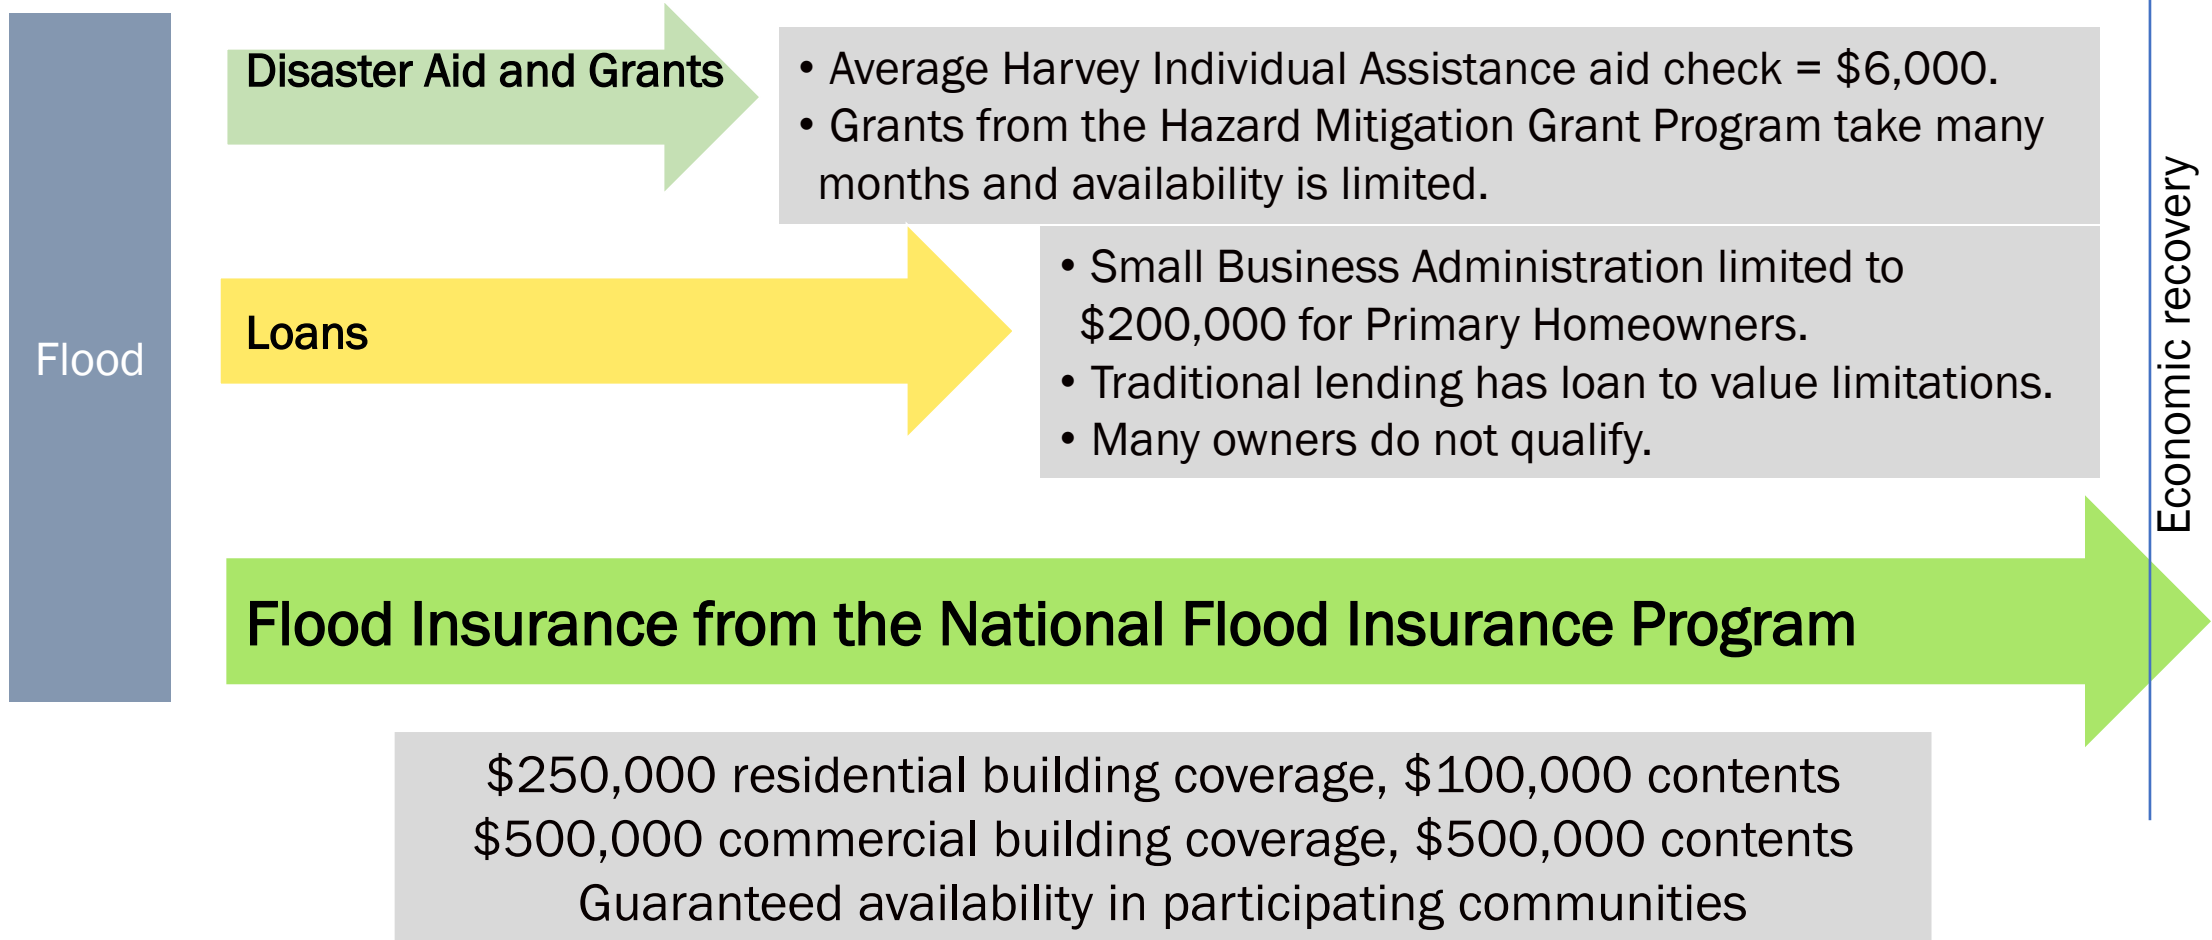 Flood
Disaster Aid and Grants
• Average Harvey Individual Assistance aid check = $6,000.
• Grants from the Hazard Mitigation Grant Program take many
months and availability is limited.
Loans
• Small Business Administration limited to
$200,000 for Primary Homeowners.
• Traditional lending has loan to value limitations.
• Many owners do not qualify.
Economic recovery
Flood Insurance from the National Flood Insurance Program
$250,000 residential building coverage, $100,000 contents
$500,000 commercial building coverage, $500,000 contents
Guaranteed availability in participating communities